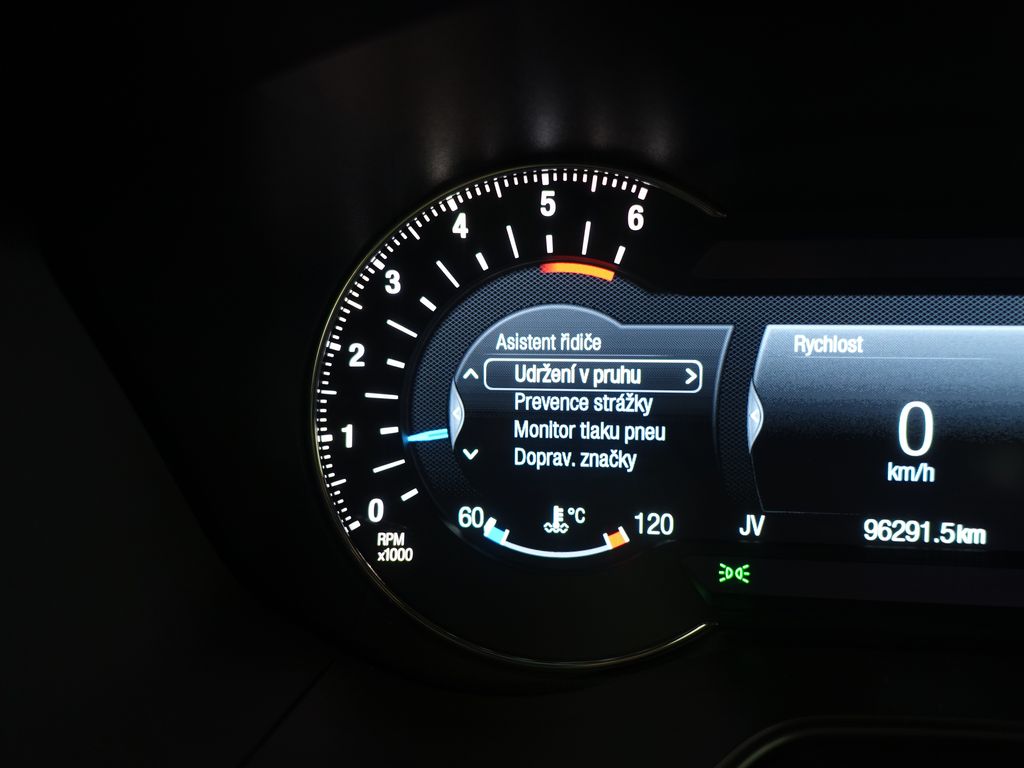 6
5
4
3
2
1
0
RPM
x1000
Asistent řidiče
Udržení v pruhu
Prevence strážky
Monitor tlaku pneu
Doprav. značky
60
°C
120
Rychlost
0
km/h
JV
96291.5km